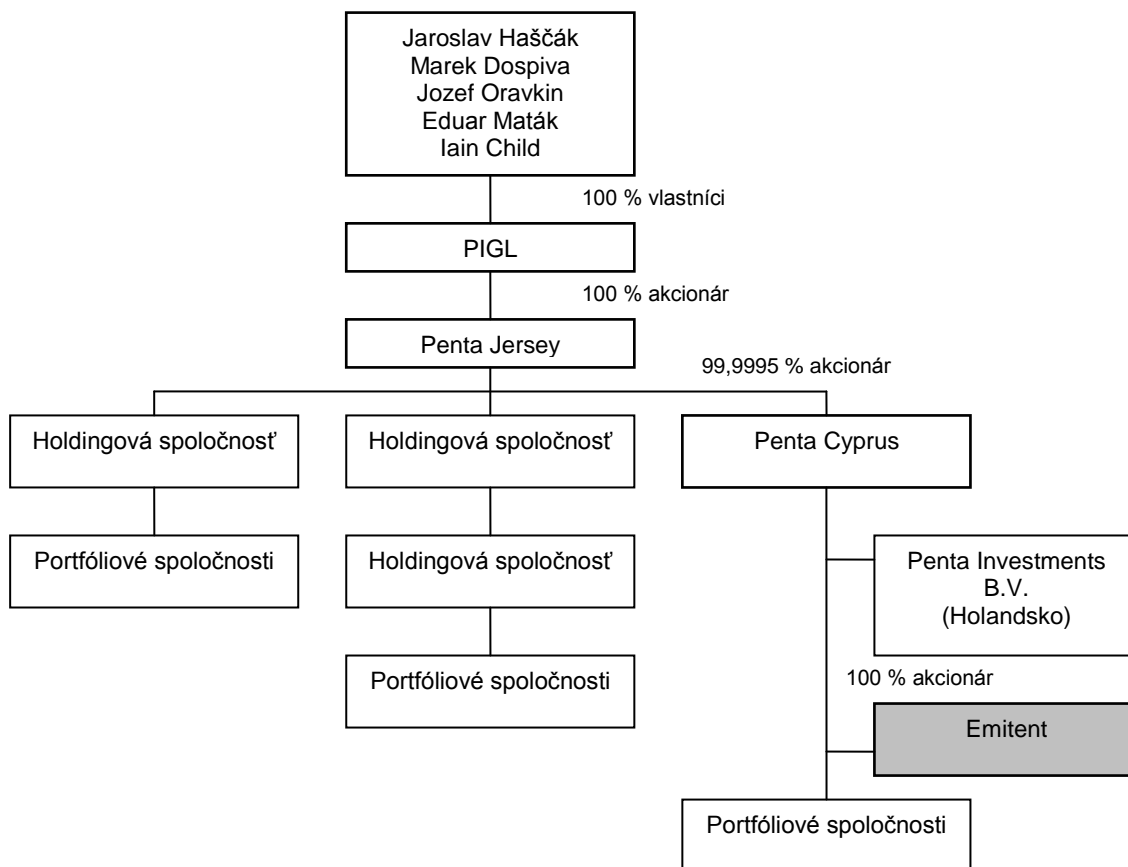 Jaroslav Haščák
Marek Dospiva
Jozef Oravkin
Eduar Maták
Iain Child
100 % vlastníci
PIGL
100 % akcionár
Penta Jersey
99,9995 % akcionár
Holdingová spoločnosť
Holdingová spoločnosť
Penta Cyprus
Portfóliové spoločnosti
Holdingová spoločnosť
Penta Investments
B.V.
(Holandsko)
Portfóliové spoločnosti
100 % akcionár
Emitent
Portfóliové spoločnosti